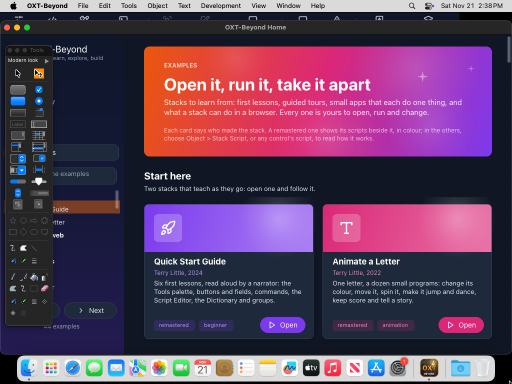 OXT-Beyond File Edit Tools Object Text Development View Window Help Sat Nov 21 2:38 PM
OXT-Beyond Home
Tools
Modern look
-Beyond
earn, explore, build
Label
e examples
Guide
etter
web
Next
examples
EXAMPLES
Open it, run it, take it apart
Stacks to learn from: first lessons, guided tours, small apps that each do one thing, and
what a stack can do in a browser. Every one is yours to open, run and change.
Each card says who made the stack. A remastered one shows its scripts beside it, in colour; in the others,
choose Object > Stack Script, or any control's script, to read how it works.
Start here
Two stacks that teach as they go: open one and follow it.
Quick Start Guide
Terry Little, 2024
Six first lessons, read aloud by a narrator: the
Tools palette, buttons and fields, commands, the
Script Editor, the Dictionary and groups.
remastered beginner Open
Animate a Letter
Terry Little, 2022
One letter, a dozen small programs: change its
colour, move it, spin it, make it jump and dance,
keep score and tell a story.
remastered animation Open
NOV
21
tv